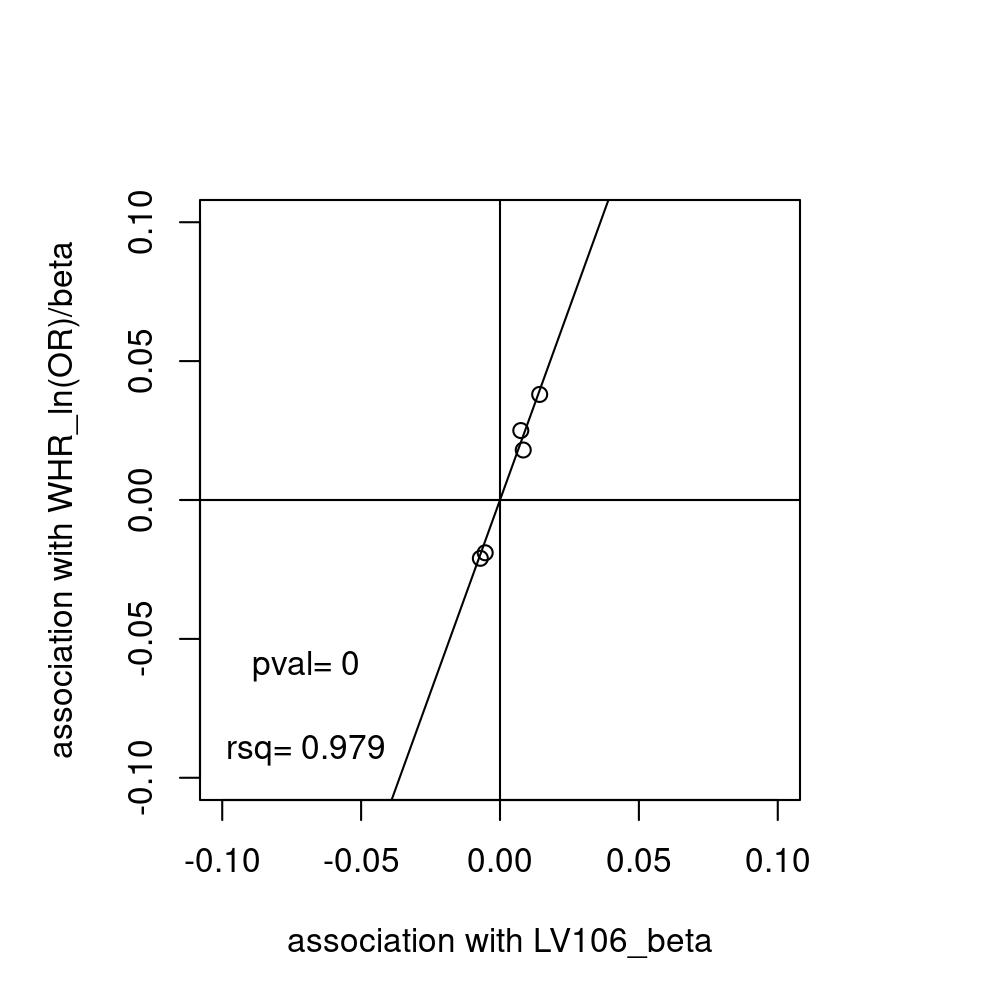 association with WHR_ln(OR)/beta
0.10
0.05
0.00
-0.05
-0.10
pval= 0
rsq= 0.979
-0.10 -0.05 0.00 0.05 0.10
association with LV106_beta